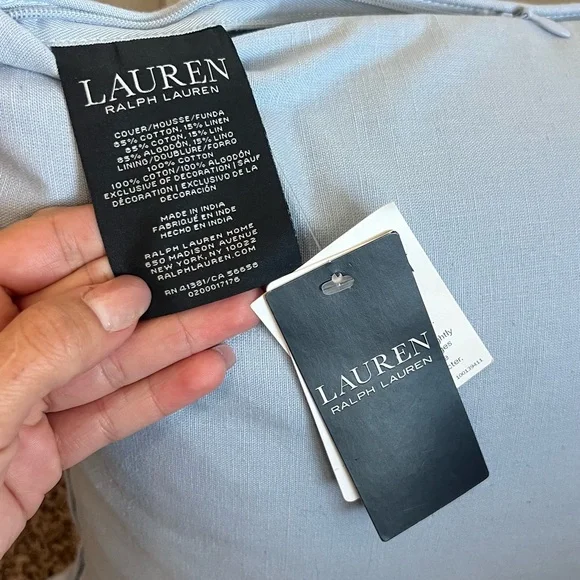 LAUREN
RALPH LAUREN
COVER/HOUSSE/FUNDA
85% COTTON, 15% LINEN
85% COTON, 15% LIN
85% ALGODÓN, 15% LINO
LINING/DOUBLURE/FORRO
100% COTTON
100% COTON/100% ALGODÓN
EXCLUSIVE OF DECORATION | SAUF
DÉCORATION | EXCLUSIVO DE LA
DECORACIÓN
MADE IN INDIA
FABRIQUÉ EN INDE
HECHO EN INDIA
RALPH LAUREN HOME
650 MADISON AVENUE
NEW YORK, NY 10022
RALPHLAUREN.COM
RN 41381/CA 56658
0200017176
LAUREN
RALPH LAUREN